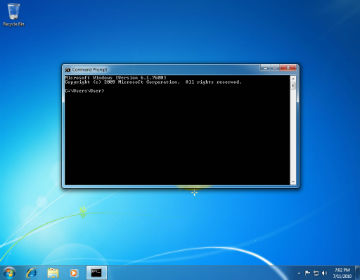 Recycle Bin
Command Prompt
Microsoft Windows [Version 6.1.7600]
Copyright (c) 2009 Microsoft Corporation.  All rights reserved.
C:\Users\User>
7:02 PM
7/11/2010